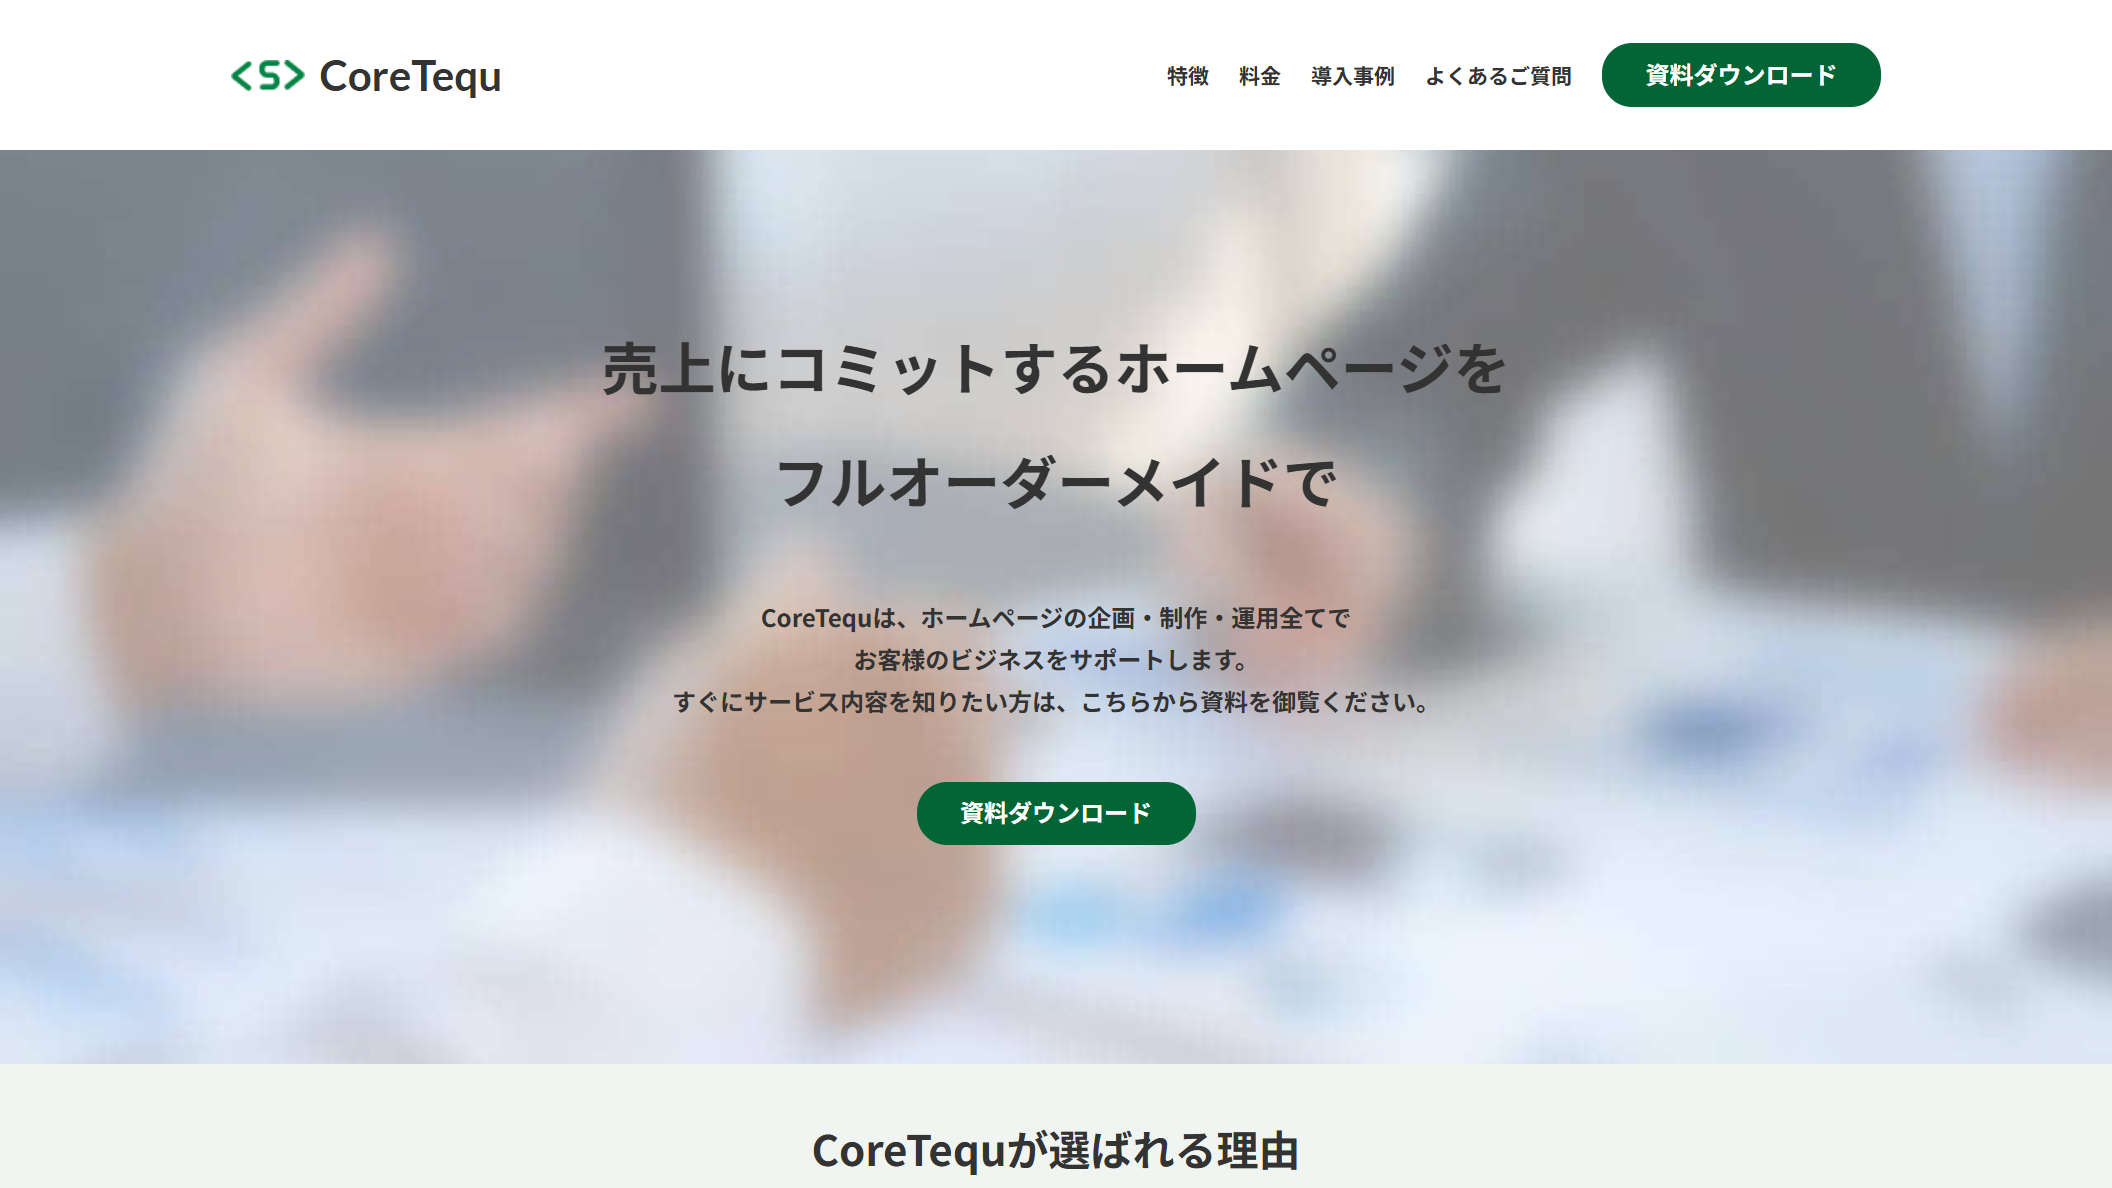 <S> CoreTequ
特徴 料金 導入事例 よくあるご質問 資料ダウンロード
売上にコミットするホームページを
フルオーダーメイドで
CoreTequは、ホームページの企画・制作・運用全てで
お客様のビジネスをサポートします。
すぐにサービス内容を知りたい方は、こちらから資料を御覧ください。
資料ダウンロード
CoreTequが選ばれる理由